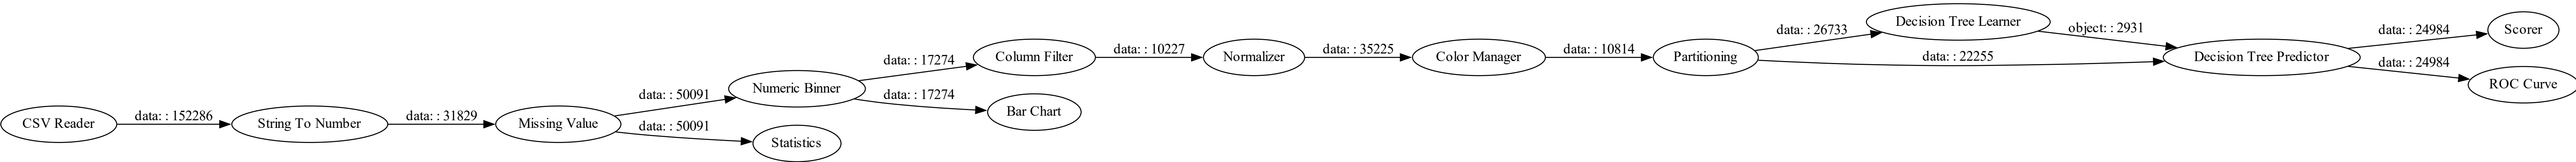 CSV Reader
data: : 152286
String To Number
data: : 31829
Missing Value
data: : 50091
data: : 50091
Numeric Binner
Statistics
data: : 17274
data: : 17274
Column Filter
Bar Chart
data: : 10227
Normalizer
data: : 35225
Color Manager
data: : 10814
Partitioning
data: : 26733
data: : 22255
Decision Tree Learner
object: : 2931
Decision Tree Predictor
data: : 24984
data: : 24984
Scorer
ROC Curve